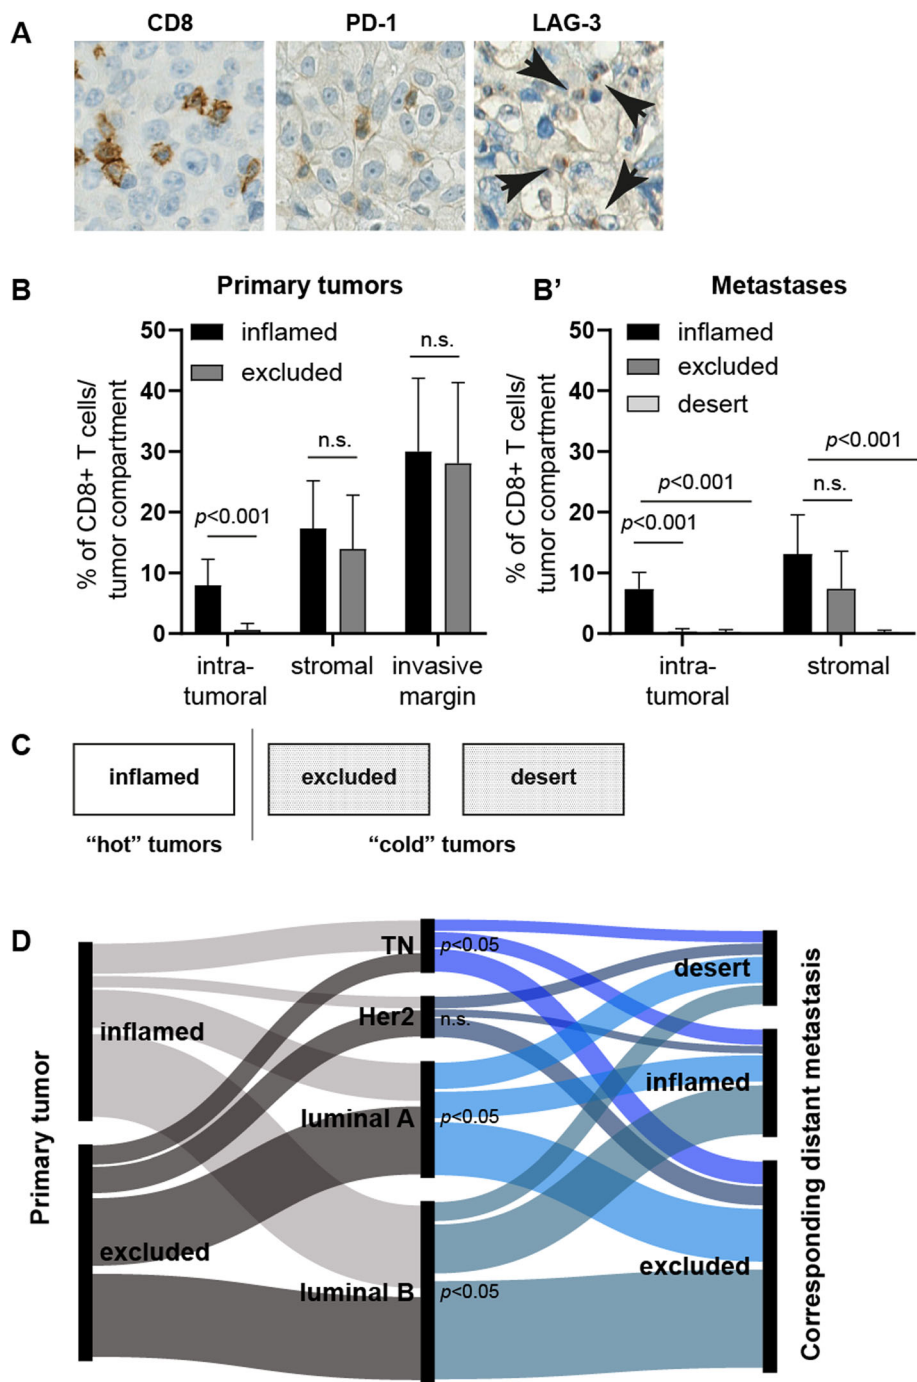 A
CD8
PD-1
LAG-3
B
Primary tumors
% of CD8+ T cells/
tumor compartment
50
40
30
20
10
0
inflamed
excluded
p<0.001
n.s.
n.s.
intra-
tumoral
stromal
invasive
margin
B’
Metastases
% of CD8+ T cells/
tumor compartment
50
40
30
20
10
0
inflamed
excluded
desert
p<0.001
p<0.001
n.s.
p<0.001
intra-
tumoral
stromal
C
inflamed
excluded
desert
“hot” tumors
“cold” tumors
D
Primary tumor
inflamed
excluded
TN
p<0.05
Her2
n.s.
luminal A
p<0.05
luminal B
p<0.05
desert
inflamed
excluded
Corresponding distant metastasis